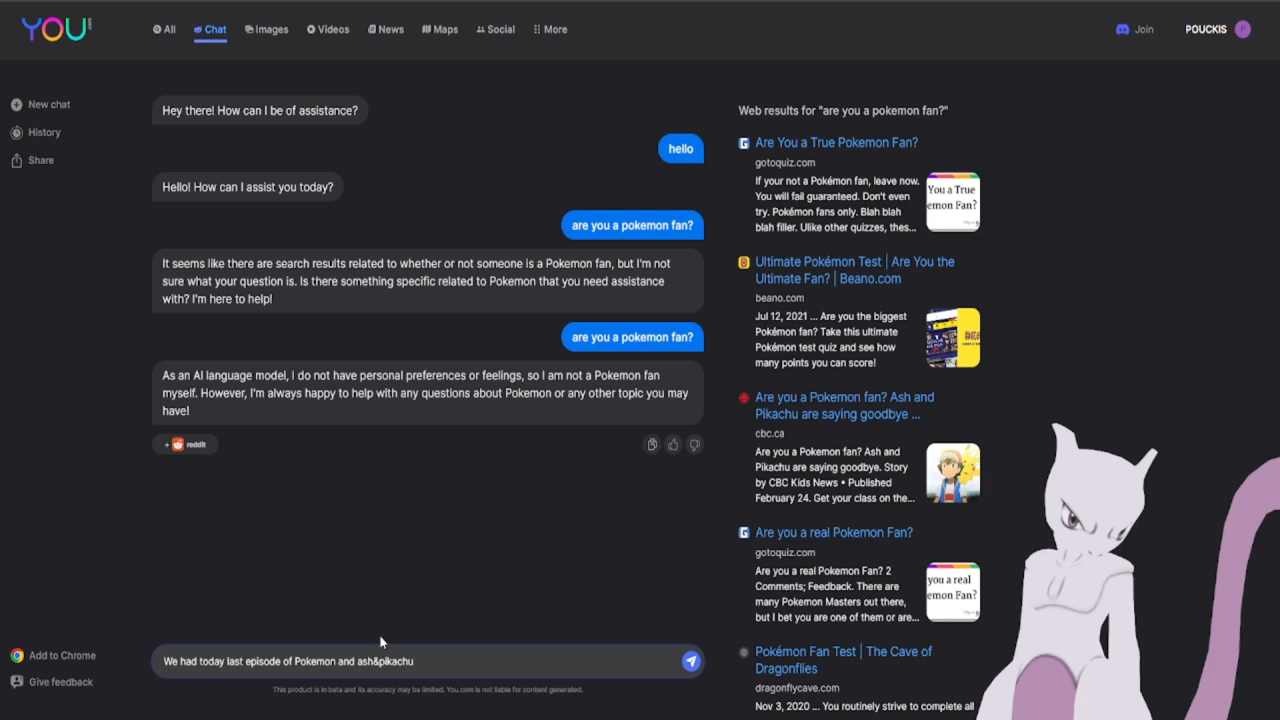 YOU.com
All
Chat
Images
Videos
News
Maps
Social
More
Join
POUCKIS
P
New chat
History
Share
Hey there! How can I be of assistance?
hello
Hello! How can I assist you today?
are you a pokemon fan?
It seems like there are search results related to whether or not someone is a Pokemon fan, but I'm not
sure what your question is. Is there something specific related to Pokemon that you need assistance
with? I'm here to help!
are you a pokemon fan?
As an AI language model, I do not have personal preferences or feelings, so I am not a Pokemon fan
myself. However, I'm always happy to help with any questions about Pokemon or any other topic you may
have!
+ reddit
We had today last episode of Pokemon and ash&pikachu
This product is in beta and its accuracy may be limited. You.com is not liable for content generated.
Add to Chrome
Give feedback
Web results for "are you a pokemon fan?"
Are You a True Pokemon Fan?
gotoquiz.com
If your not a Pokémon fan, leave now.
You will fail guaranteed. Don't even
try. Pokémon fans only. Blah blah
blah filler. Ulike other quizzes, thes...
You a True
emon Fan?
Ultimate Pokémon Test | Are You the
Ultimate Fan? | Beano.com
beano.com
Jul 12, 2021 ... Are you the biggest
Pokémon fan? Take this ultimate
Pokémon test quiz and see how
many points you can score!
Are you a Pokemon fan? Ash and
Pikachu are saying goodbye ...
cbc.ca
Are you a Pokemon fan? Ash and
Pikachu are saying goodbye. Story
by CBC Kids News • Published
February 24. Get your class on the...
Are you a real Pokemon Fan?
gotoquiz.com
Are you a real Pokemon Fan? 2
Comments; Feedback. There are
many Pokemon Masters out there,
but I bet you are one of them or are...
you a real
emon Fan?
Pokémon Fan Test | The Cave of
Dragonflies
dragonflycave.com
Nov 3, 2020 ... You routinely strive to complete all